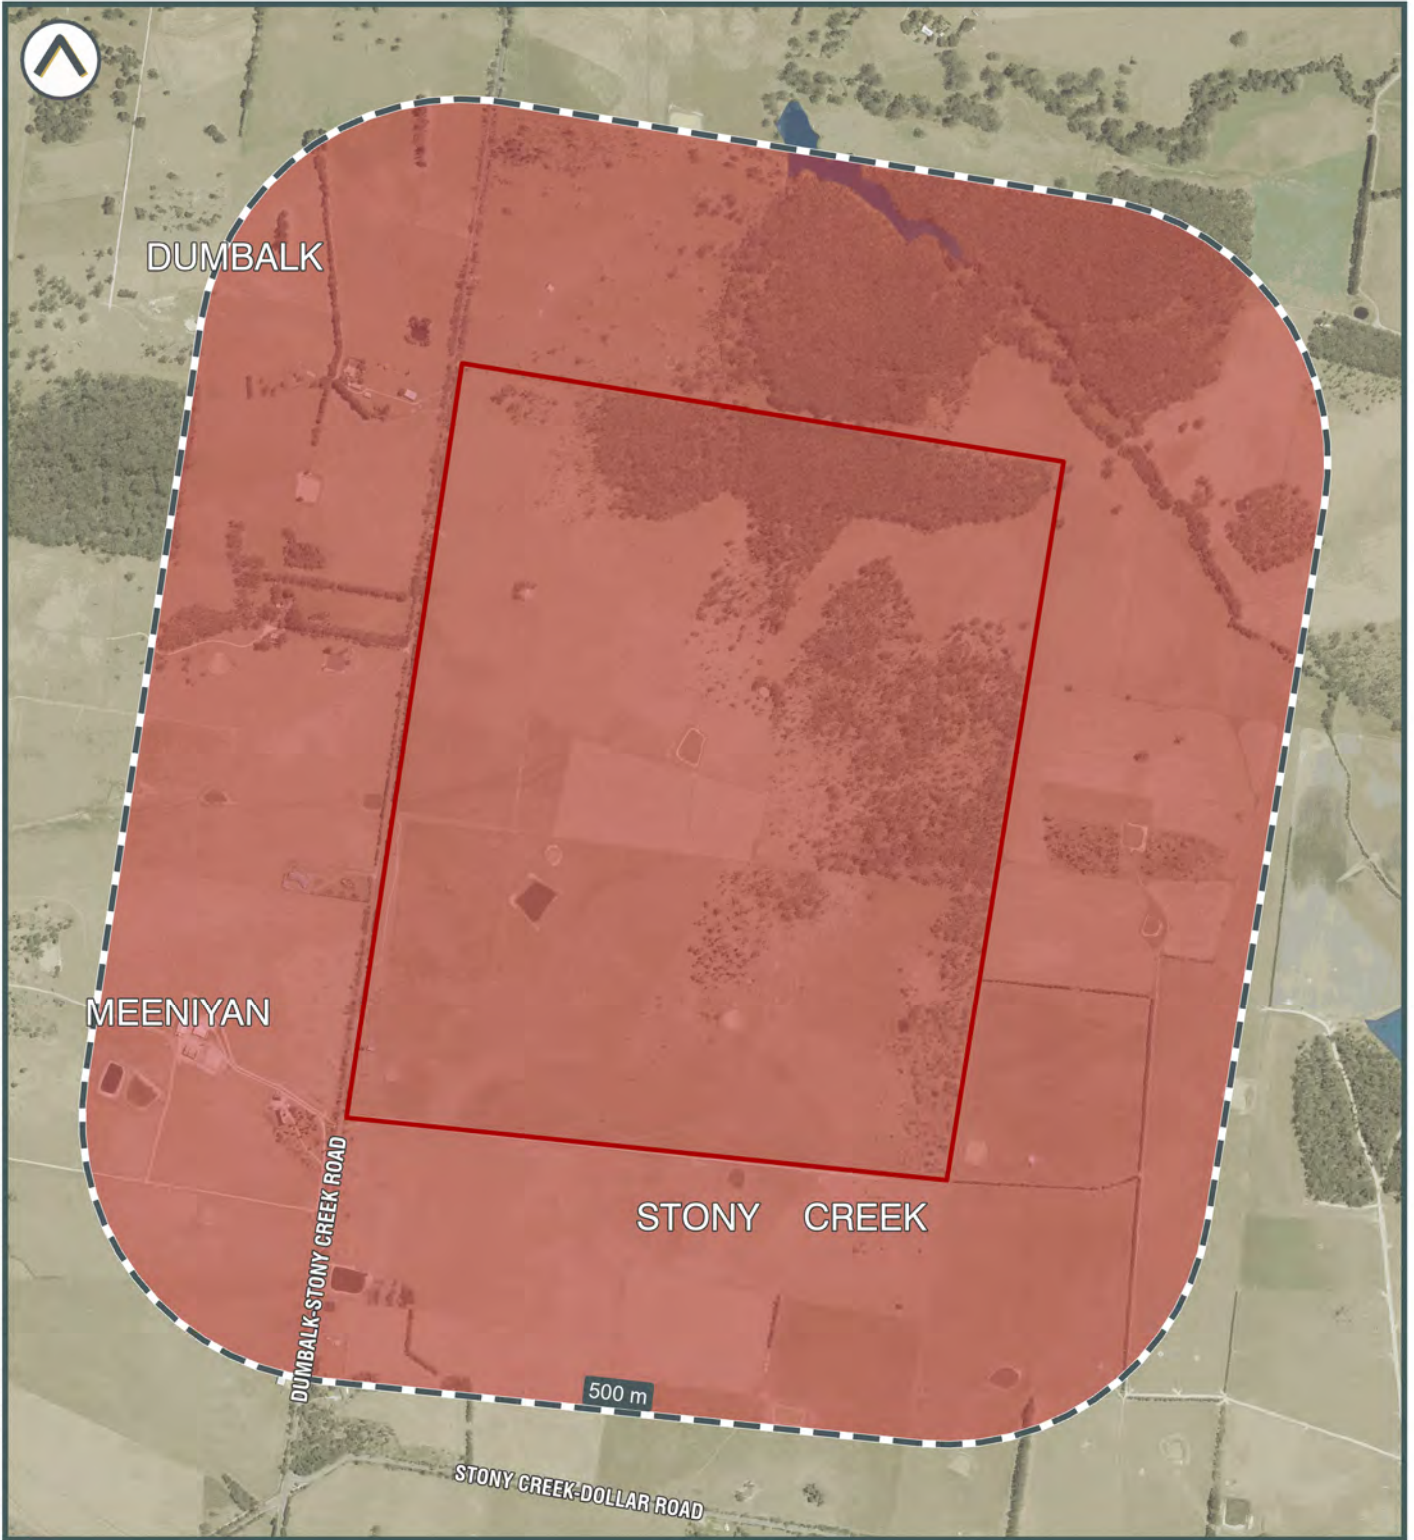 DUMBALK
MEENIYAN
DUMBALK-STONY CREEK ROAD
STONY CREEK
500 m
STONY CREEK-DOLLAR ROAD